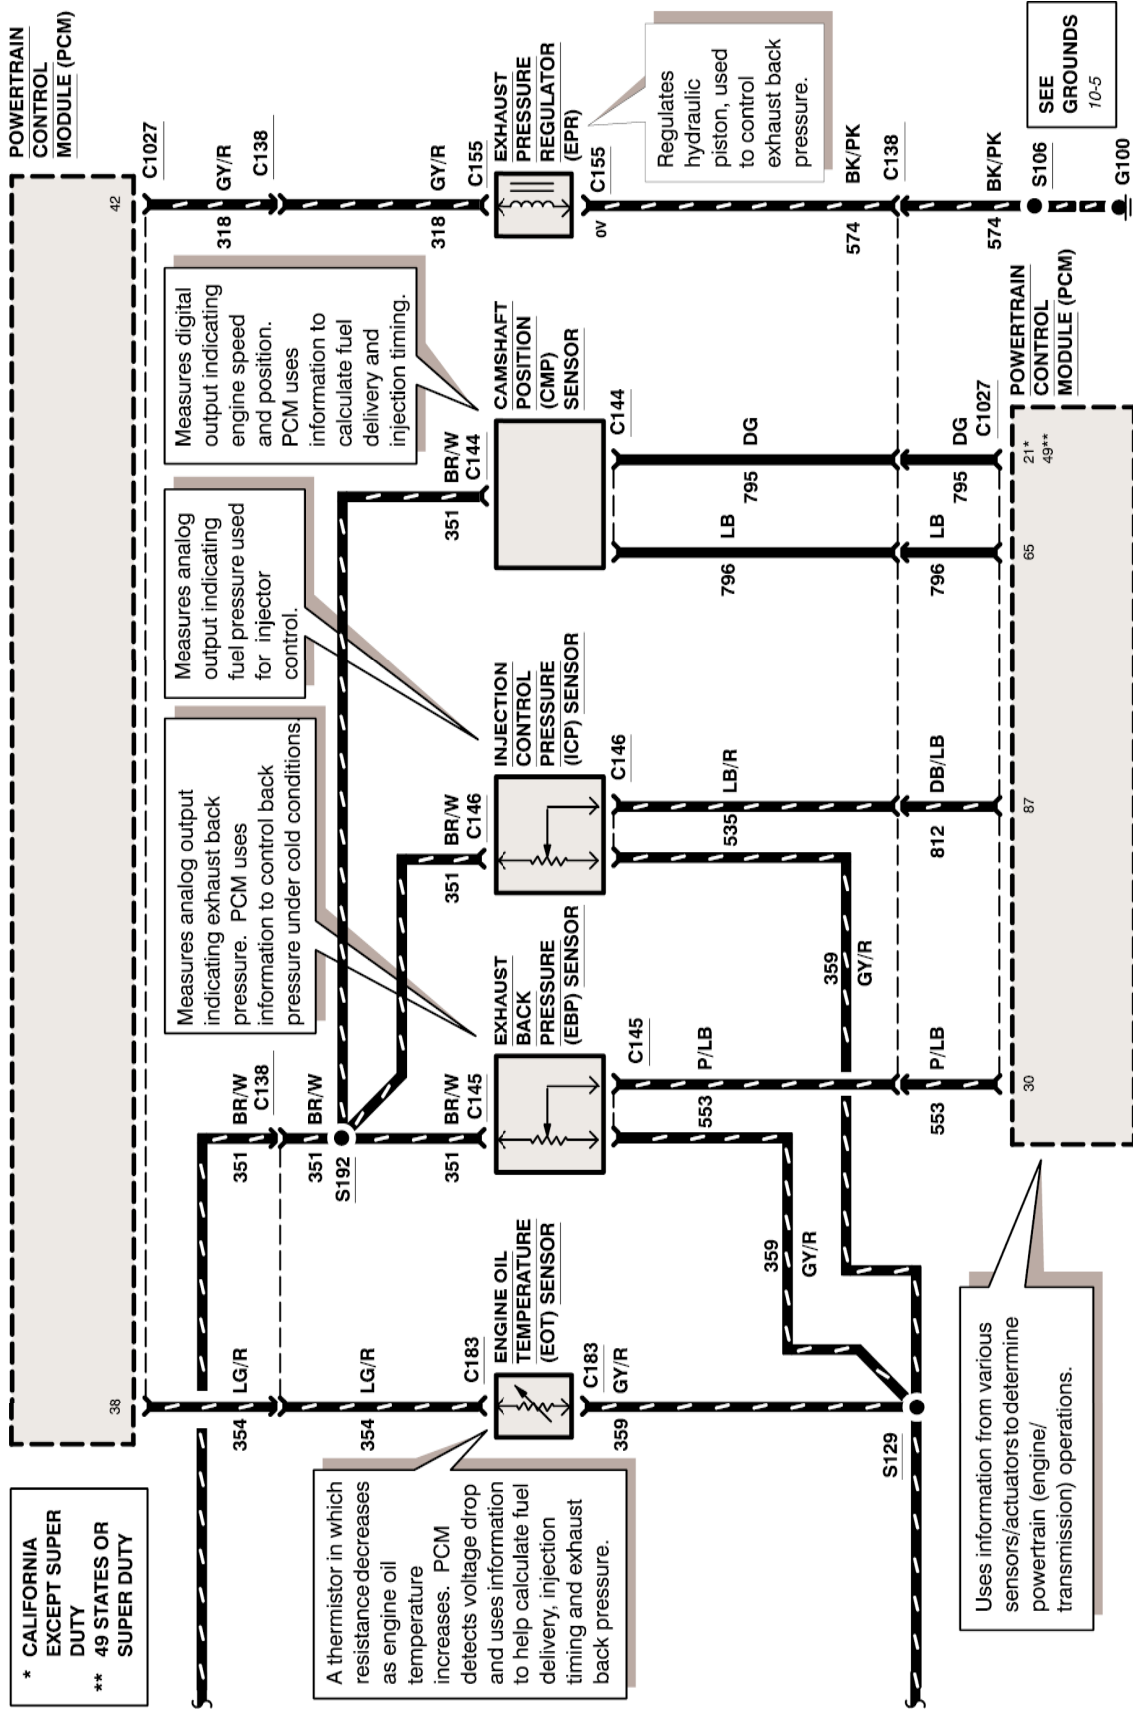 * CALIFORNIA
EXCEPT SUPER
DUTY
** 49 STATES OR
SUPER DUTY
POWERTRAIN
CONTROL
MODULE (PCM)
38
42
C1027
354
LG/R
351
BR/W
C138
318
GY/R
C138
Measures analog output
indicating exhaust back
pressure. PCM uses
information to control back
pressure under cold conditions.
Measures analog
output indicating
fuel pressure used
for injector
control.
Measures digital
output indicating
engine speed
and position.
PCM uses
information to
calculate fuel
delivery and
injection timing.
A thermistor in which
resistance decreases
as engine oil
temperature
increases. PCM
detects voltage drop
and uses information
to help calculate fuel
delivery, injection
timing and exhaust
back pressure.
354
LG/R
351
BR/W
S192
C183
351
BR/W
C145
351
BR/W
C146
351
BR/W
C144
318
GY/R
C155
ENGINE OIL
TEMPERATURE
(EOT) SENSOR
EXHAUST
BACK
PRESSURE
(EBP) SENSOR
INJECTION
CONTROL
PRESSURE
(ICP) SENSOR
CAMSHAFT
POSITION
(CMP)
SENSOR
EXHAUST
PRESSURE
REGULATOR
(EPR)
C183
359
GY/R
C145
C146
C144
0V
C155
Regulates
hydraulic
piston, used
to control
exhaust back
pressure.
359
GY/R
553
P/LB
359
GY/R
535
LB/R
796
LB
795
DG
574
BK/PK
C138
S129
553
P/LB
812
DB/LB
796
LB
795
DG
C1027
574
BK/PK
S106
G100
SEE
GROUNDS
10-5
30
87
65
21*
49**
POWERTRAIN
CONTROL
MODULE (PCM)
Uses information from various
sensors/actuators to determine
powertrain (engine/
transmission) operations.